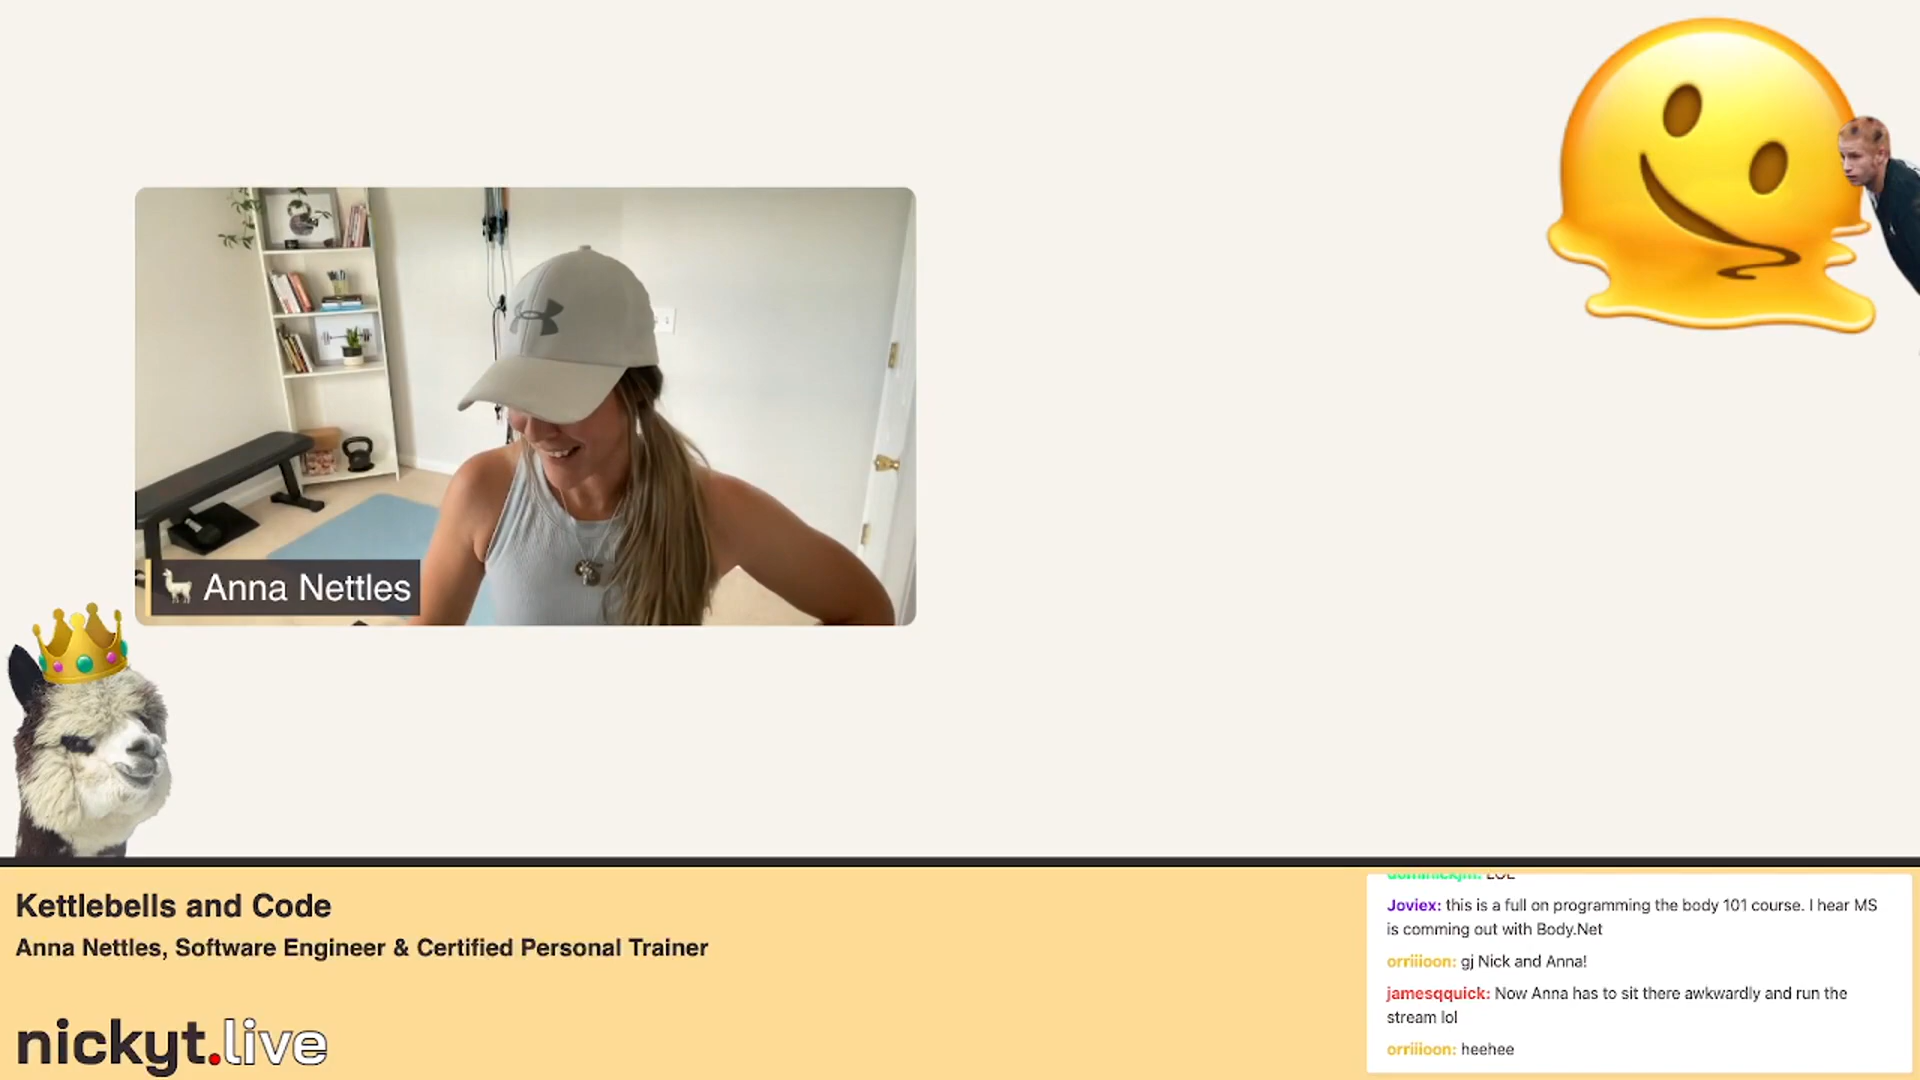 Anna Nettles
Kettlebells and Code
Anna Nettles, Software Engineer & Certified Personal Trainer
nickyt.live
LOL
Joviex: this is a full on programming the body 101 course. I hear MS
is comming out with Body.Net
orriiioon: gj Nick and Anna!
jamesqquick: Now Anna has to sit there awkwardly and run the
stream lol
orriiioon: heehee